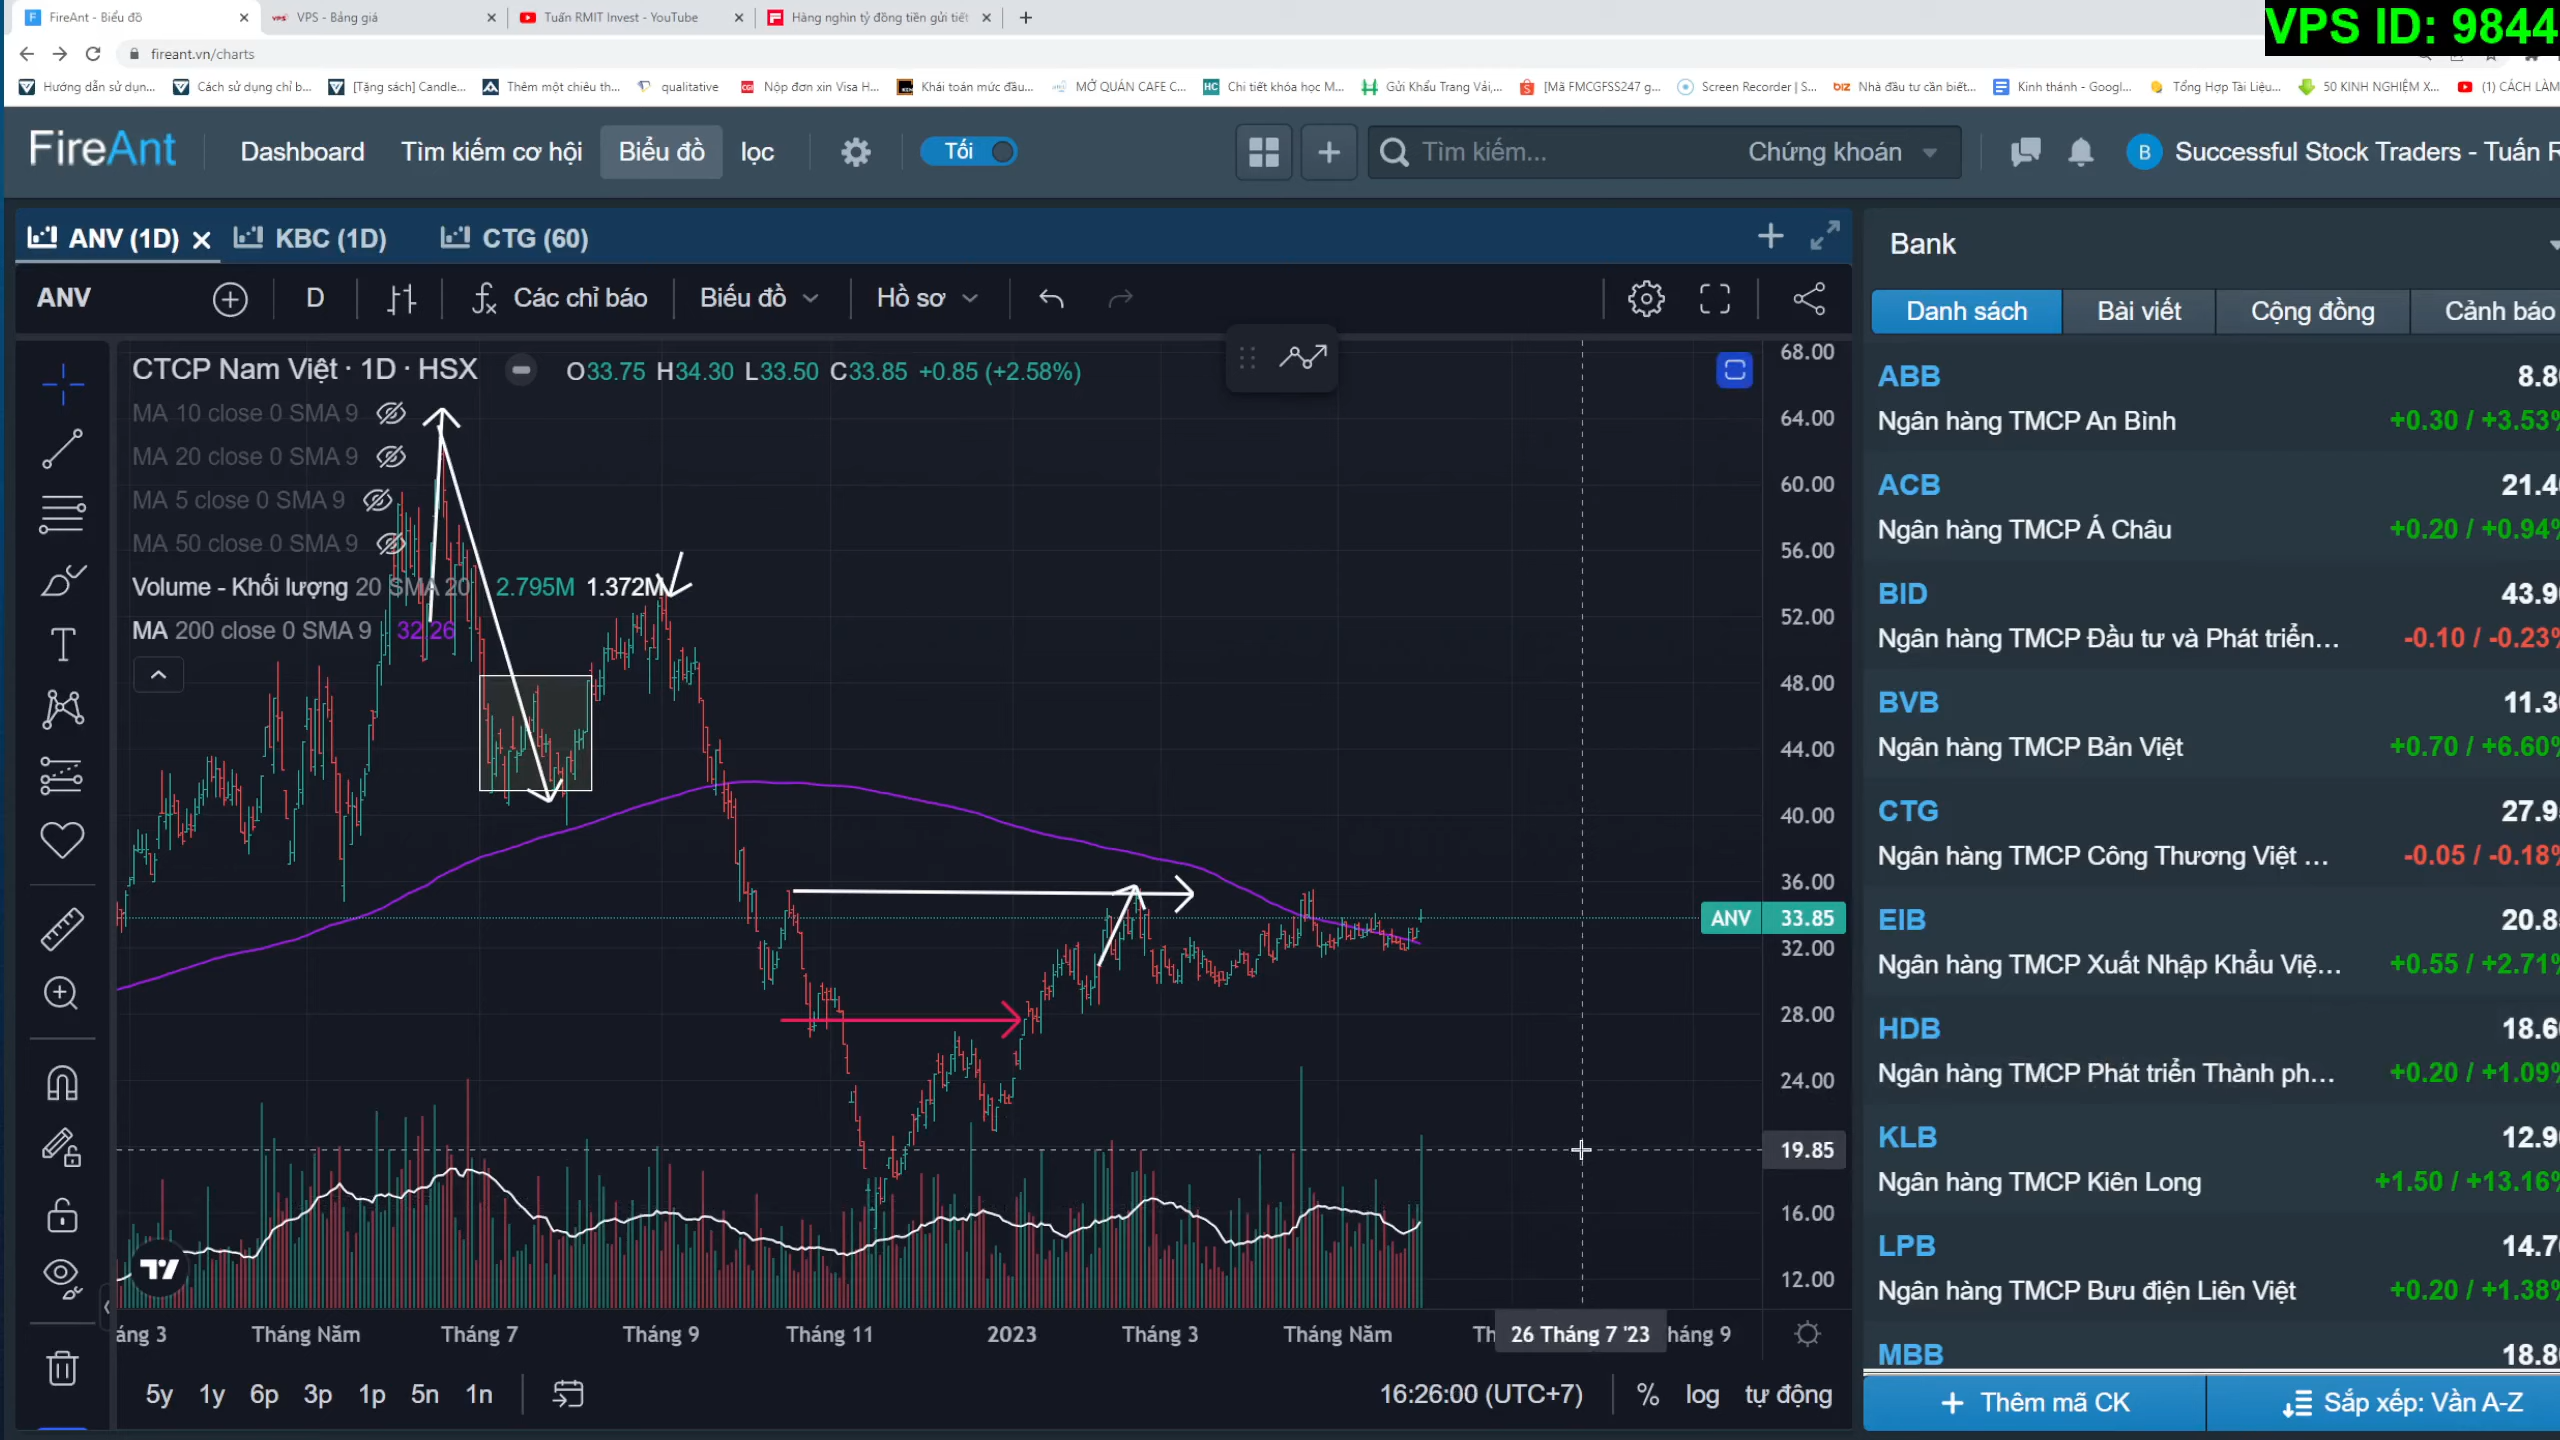 FireAnt - Biểu đồ
VPS - Bảng giá
Tuấn RMIT Invest - YouTube
Hàng nghìn tỷ đồng tiền gửi tiết
VPS ID: 9844
fireant.vn/charts
Hướng dẫn sử dụn...
Cách sử dụng chỉ b...
[Tặng sách] Candle...
Thêm một chiêu th...
qualitative
Nộp đơn xin Visa H...
Khái toán mức đầu...
MỞ QUÁN CAFE C...
Chi tiết khóa học M...
Gửi Khẩu Trang Vải,...
[Mã FMCGFSS247 g...
Screen Recorder | S...
Nhà đầu tư cần biết...
Kinh thánh - Googl...
Tổng Hợp Tài Liệu...
50 KINH NGHIỆM X...
(1) CÁCH LÀM
FireAnt
Dashboard
Tìm kiếm cơ hội
Biểu đồ
lọc
Tối
Tìm kiếm...
Chứng khoán
B
Successful Stock Traders - Tuấn R
ANV (1D)
KBC (1D)
CTG (60)
ANV
D
Các chỉ báo
Biểu đồ
Hồ sơ
CTCP Nam Việt · 1D · HSX
O33.75 H34.30 L33.50 C33.85 +0.85 (+2.58%)
MA 10 close 0 SMA 9
MA 20 close 0 SMA 9
MA 5 close 0 SMA 9
MA 50 close 0 SMA 9
Volume - Khối lượng 20 SMA 20 2.795M 1.372M
MA 200 close 0 SMA 9 32.26
68.00
64.00
60.00
56.00
52.00
48.00
44.00
40.00
36.00
ANV 33.85
32.00
28.00
24.00
19.85
16.00
12.00
áng 3
Tháng Năm
Tháng 7
Tháng 9
Tháng 11
2023
Tháng 3
Tháng Năm
Th
26 Tháng 7 '23
háng 9
5y
1y
6p
3p
1p
5n
1n
16:26:00 (UTC+7)
%
log
tự động
Bank
Danh sách
Bài viết
Cộng đồng
Cảnh báo
ABB 8.8
Ngân hàng TMCP An Bình +0.30 / +3.53%
ACB 21.4
Ngân hàng TMCP Á Châu +0.20 / +0.94%
BID 43.9
Ngân hàng TMCP Đầu tư và Phát triển... -0.10 / -0.23%
BVB 11.3
Ngân hàng TMCP Bản Việt +0.70 / +6.60%
CTG 27.9
Ngân hàng TMCP Công Thương Việt ... -0.05 / -0.18%
EIB 20.8
Ngân hàng TMCP Xuất Nhập Khẩu Việ... +0.55 / +2.71%
HDB 18.6
Ngân hàng TMCP Phát triển Thành ph... +0.20 / +1.09%
KLB 12.9
Ngân hàng TMCP Kiên Long +1.50 / +13.16%
LPB 14.7
Ngân hàng TMCP Bưu điện Liên Việt +0.20 / +1.38%
MBB 18.8
Thêm mã CK
Sắp xếp: Vần A-Z